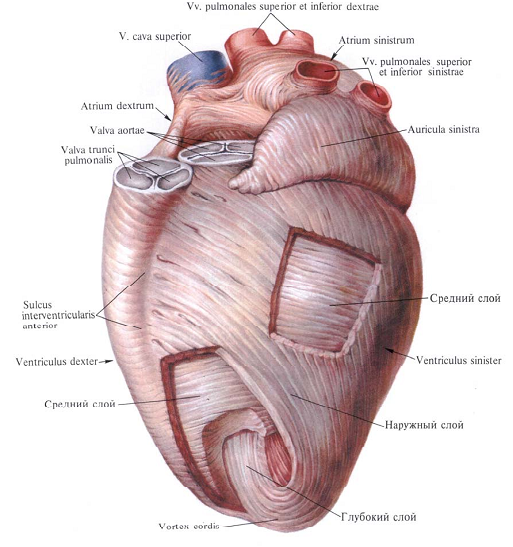 Vv. pulmonales superior et inferior dextrae
V. cava superior
Atrium sinistrum
Vv. pulmonales superior
et inferior sinistrae
Atrium dextrum
Valva aortae
Auricula sinistra
Valva trunci
pulmonalis
Средний слой
Sulcus
interventricularis
anterior
Ventriculus dexter
Ventriculus sinister
Средний слой
Наружный слой
Глубокий слой
Vortex cordis